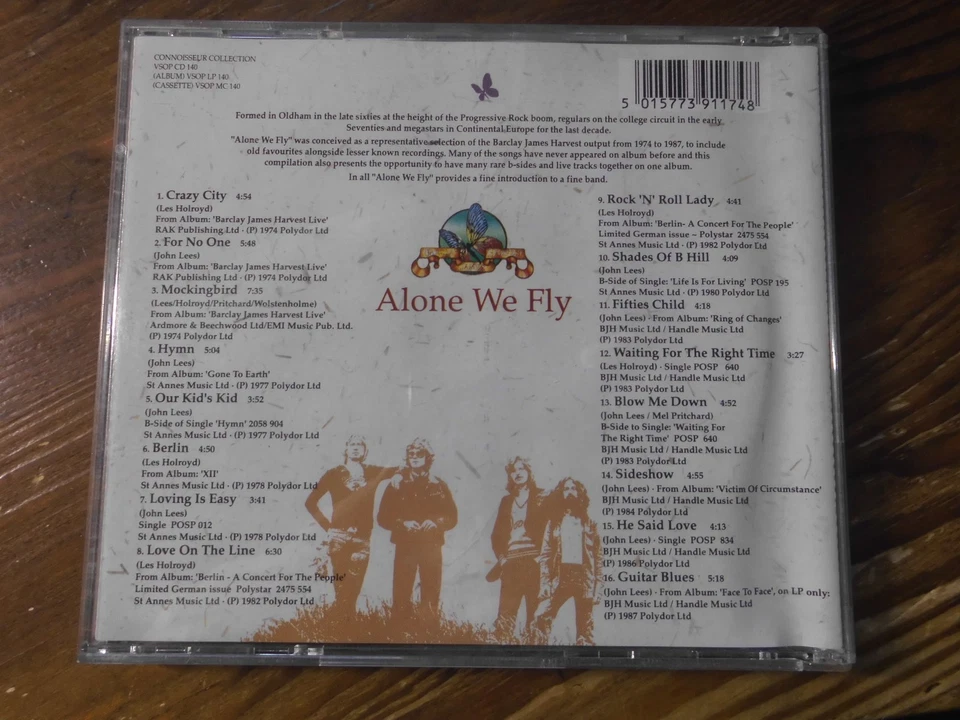 CONNOISSEUR COLLECTION
VSOP CD 140
(ALBUM) VSOP LP 140
(CASSETTE) VSOP MC 140
5 015773 911748
Formed in Oldham in the late sixties at the height of the Progressive Rock boom, regulars on the college circuit in the early
Seventies and megastars in Continental Europe for the last decade.
"Alone We Fly" was conceived as a representative selection of the Barclay James Harvest output from 1974 to 1987, to include
old favourites alongside lesser known recordings. Many of the songs have never appeared on album before and this
compilation also presents the opportunity to have many rare b-sides and live tracks together on one album.
In all "Alone We Fly" provides a fine introduction to a fine band.
1. Crazy City 4:54
(Les Holroyd)
From Album: 'Barclay James Harvest Live'
RAK Publishing Ltd · (P) 1974 Polydor Ltd
2. For No One 5:48
(John Lees)
From Album: 'Barclay James Harvest Live'
RAK Publishing Ltd · (P) 1974 Polydor Ltd
3. Mockingbird 7:35
(Lees/Holroyd/Pritchard/Wolstenholme)
From Album: 'Barclay James Harvest Live'
Ardmore & Beechwood Ltd/EMI Music Pub. Ltd.
(P) 1974 Polydor Ltd
4. Hymn 5:04
(John Lees)
From Album: 'Gone To Earth'
St Annes Music Ltd · (P) 1977 Polydor Ltd
5. Our Kid's Kid 3:52
(John Lees)
B-Side of Single 'Hymn' 2058 904
St Annes Music Ltd · (P) 1977 Polydor Ltd
6. Berlin 4:50
(Les Holroyd)
From Album: 'XII'
St Annes Music Ltd · (P) 1978 Polydor Ltd
7. Loving Is Easy 3:41
(John Lees)
Single POSP 012
St Annes Music Ltd · (P) 1978 Polydor Ltd
8. Love On The Line 6:30
(Les Holroyd)
From Album: 'Berlin - A Concert For The People'
Limited German issue Polystar 2475 554
St Annes Music Ltd · (P) 1982 Polydor Ltd
Alone We Fly
9. Rock 'N' Roll Lady 4:41
(Les Holroyd)
From Album: 'Berlin- A Concert For The People'
Limited German issue ~ Polystar 2475 554
St Annes Music Ltd · (P) 1982 Polydor Ltd
10. Shades Of B Hill 4:09
(John Lees)
B-Side of Single: 'Life Is For Living' POSP 195
St Annes Music Ltd · (P) 1980 Polydor Ltd
11. Fifties Child 4:18
(John Lees) · From Album: 'Ring of Changes'
BJH Music Ltd / Handle Music Ltd
(P) 1983 Polydor Ltd
12. Waiting For The Right Time 3:27
(Les Holroyd) · Single POSP 640
BJH Music Ltd / Handle Music Ltd
(P) 1983 Polydor Ltd
13. Blow Me Down 4:52
(John Lees / Mel Pritchard)
B-Side to Single: 'Waiting For
The Right Time' POSP 640
BJH Music Ltd / Handle Music Ltd
(P) 1983 Polydor Ltd
14. Sideshow 4:55
(John Lees) · From Album: 'Victim Of Circumstance'
BJH Music Ltd / Handle Music Ltd
(P) 1984 Polydor Ltd
15. He Said Love 4:13
(John Lees) · Single POSP 834
BJH Music Ltd / Handle Music Ltd
(P) 1986 Polydor Ltd
16. Guitar Blues 5:18
(John Lees) · From Album: 'Face To Face', on LP only:
BJH Music Ltd / Handle Music Ltd
(P) 1987 Polydor Ltd